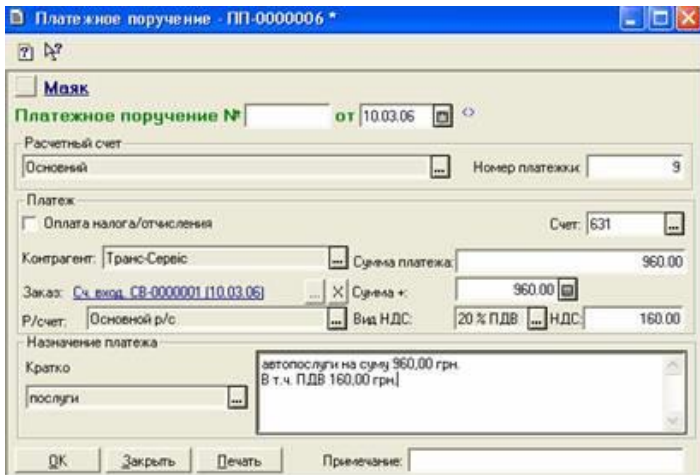 Платежное поручение - ПП-0000006 *
Маяк
Платежное поручение № от 10.03.06 <>
Расчетный счет
Основний ... Номер платежки: 9
Платеж
Оплата налога/отчисления Счет: 631 ...
Контрагент: Транс-Сервіс ... Сумма платежа: 960.00
Заказ: Сч. вход. СВ-0000001 (10.03.06) ... X Сумма +: 960.00
Р/счет: Основной р/с ... Вид НДС: 20 % ПДВ ... НДС: 160.00
Назначение платежа
Кратко
послуги ...
автопослуги на суму 960,00 грн.
В т.ч. ПДВ 160,00 грн.
OK Закрыть Печать Примечание: